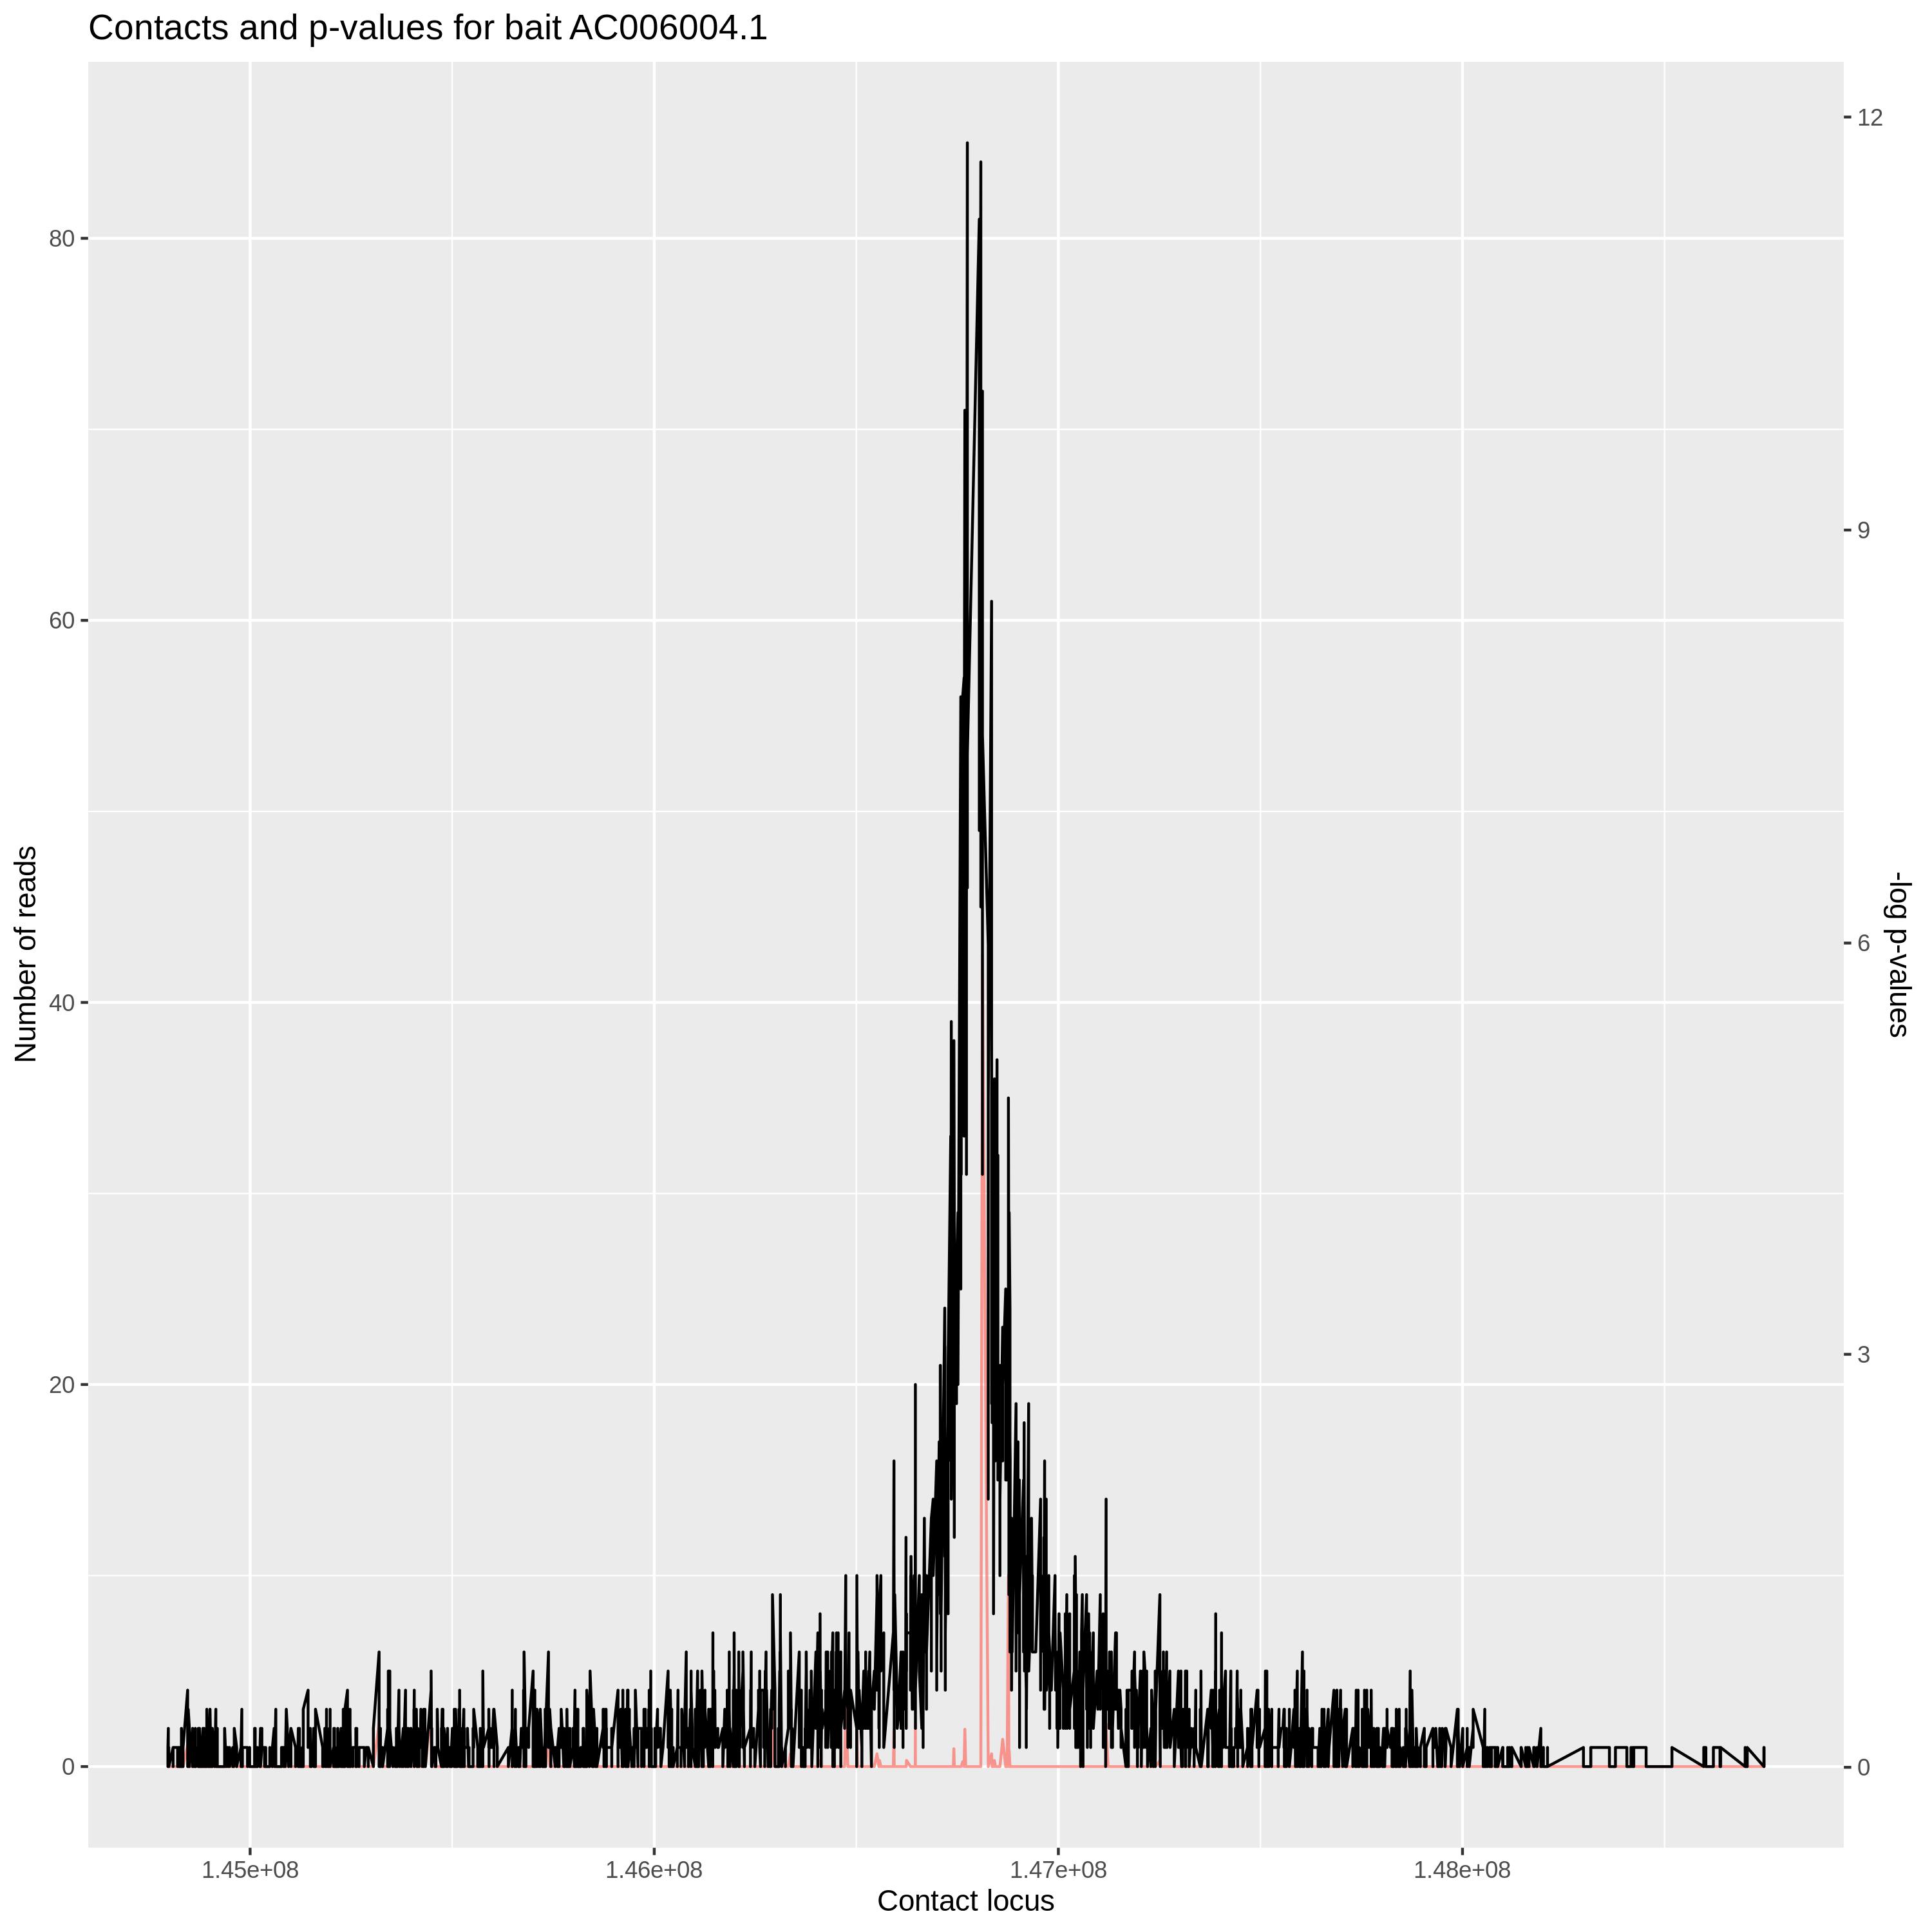 Contacts and p-values for bait AC006004.1
12
80
9
60
Number of reads
-log p-values
6
40
3
20
0
0
1.45e+08
1.46e+08
1.47e+08
1.48e+08
Contact locus